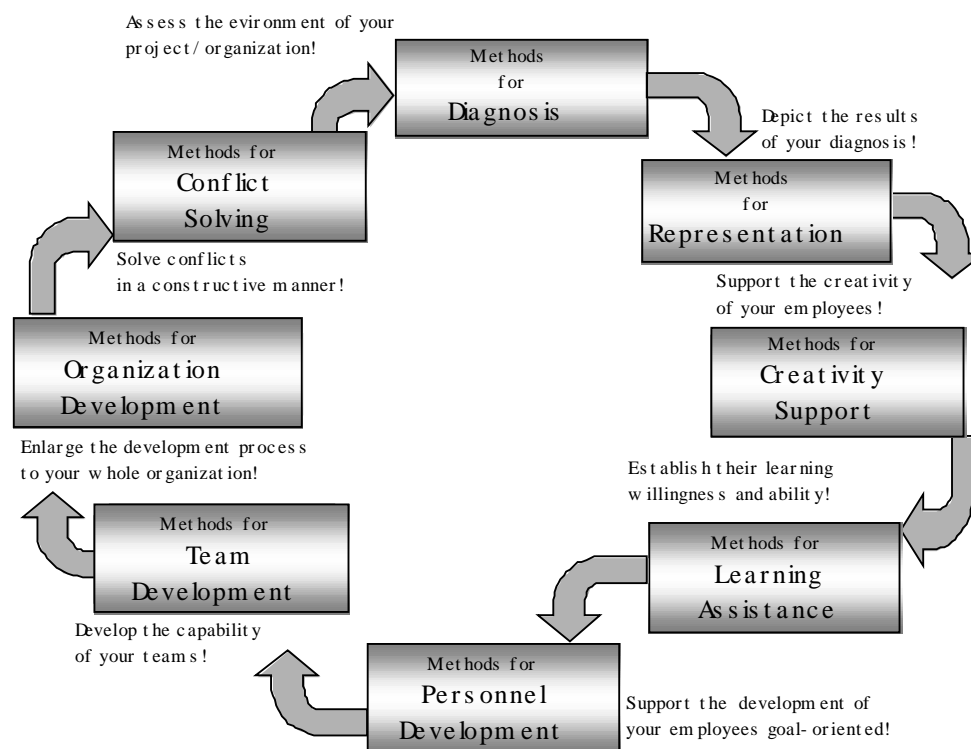 Assess the evironment of your
project/organization!
Methods
for
Diagnosis
Depict the results
of your diagnosis!
Methods
for
Representation
Support the creativity
of your employees!
Methods for
Creativity
Support
Establish their learning
willingness and ability!
Methods for
Learning
Assistance
Support the development of
your employees goal-oriented!
Methods for
Personnel
Development
Develop the capability
of your teams!
Methods for
Team
Development
Enlarge the development process
to your whole organization!
Methods for
Organization
Development
Solve conflicts
in a constructive manner!
Methods for
Conflict
Solving